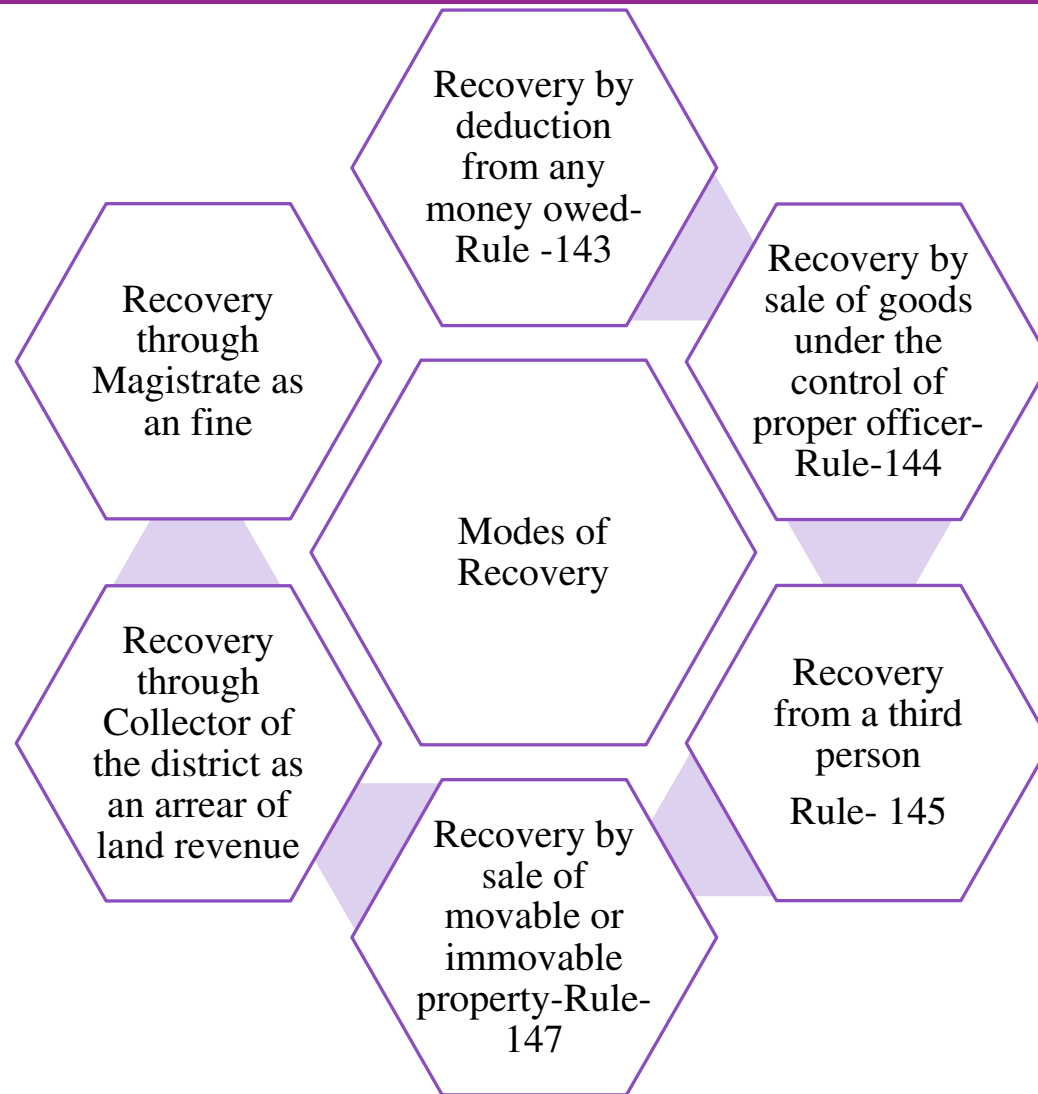 Recovery by
deduction
from any
money owed-
Rule -143
Recovery by
sale of goods
under the
control of
proper officer-
Rule-144
Recovery
from a third
person
Rule- 145
Recovery by
sale of
movable or
immovable
property-Rule-
147
Recovery
through
Collector of
the district as
an arrear of
land revenue
Recovery
through
Magistrate as
an fine
Modes of
Recovery